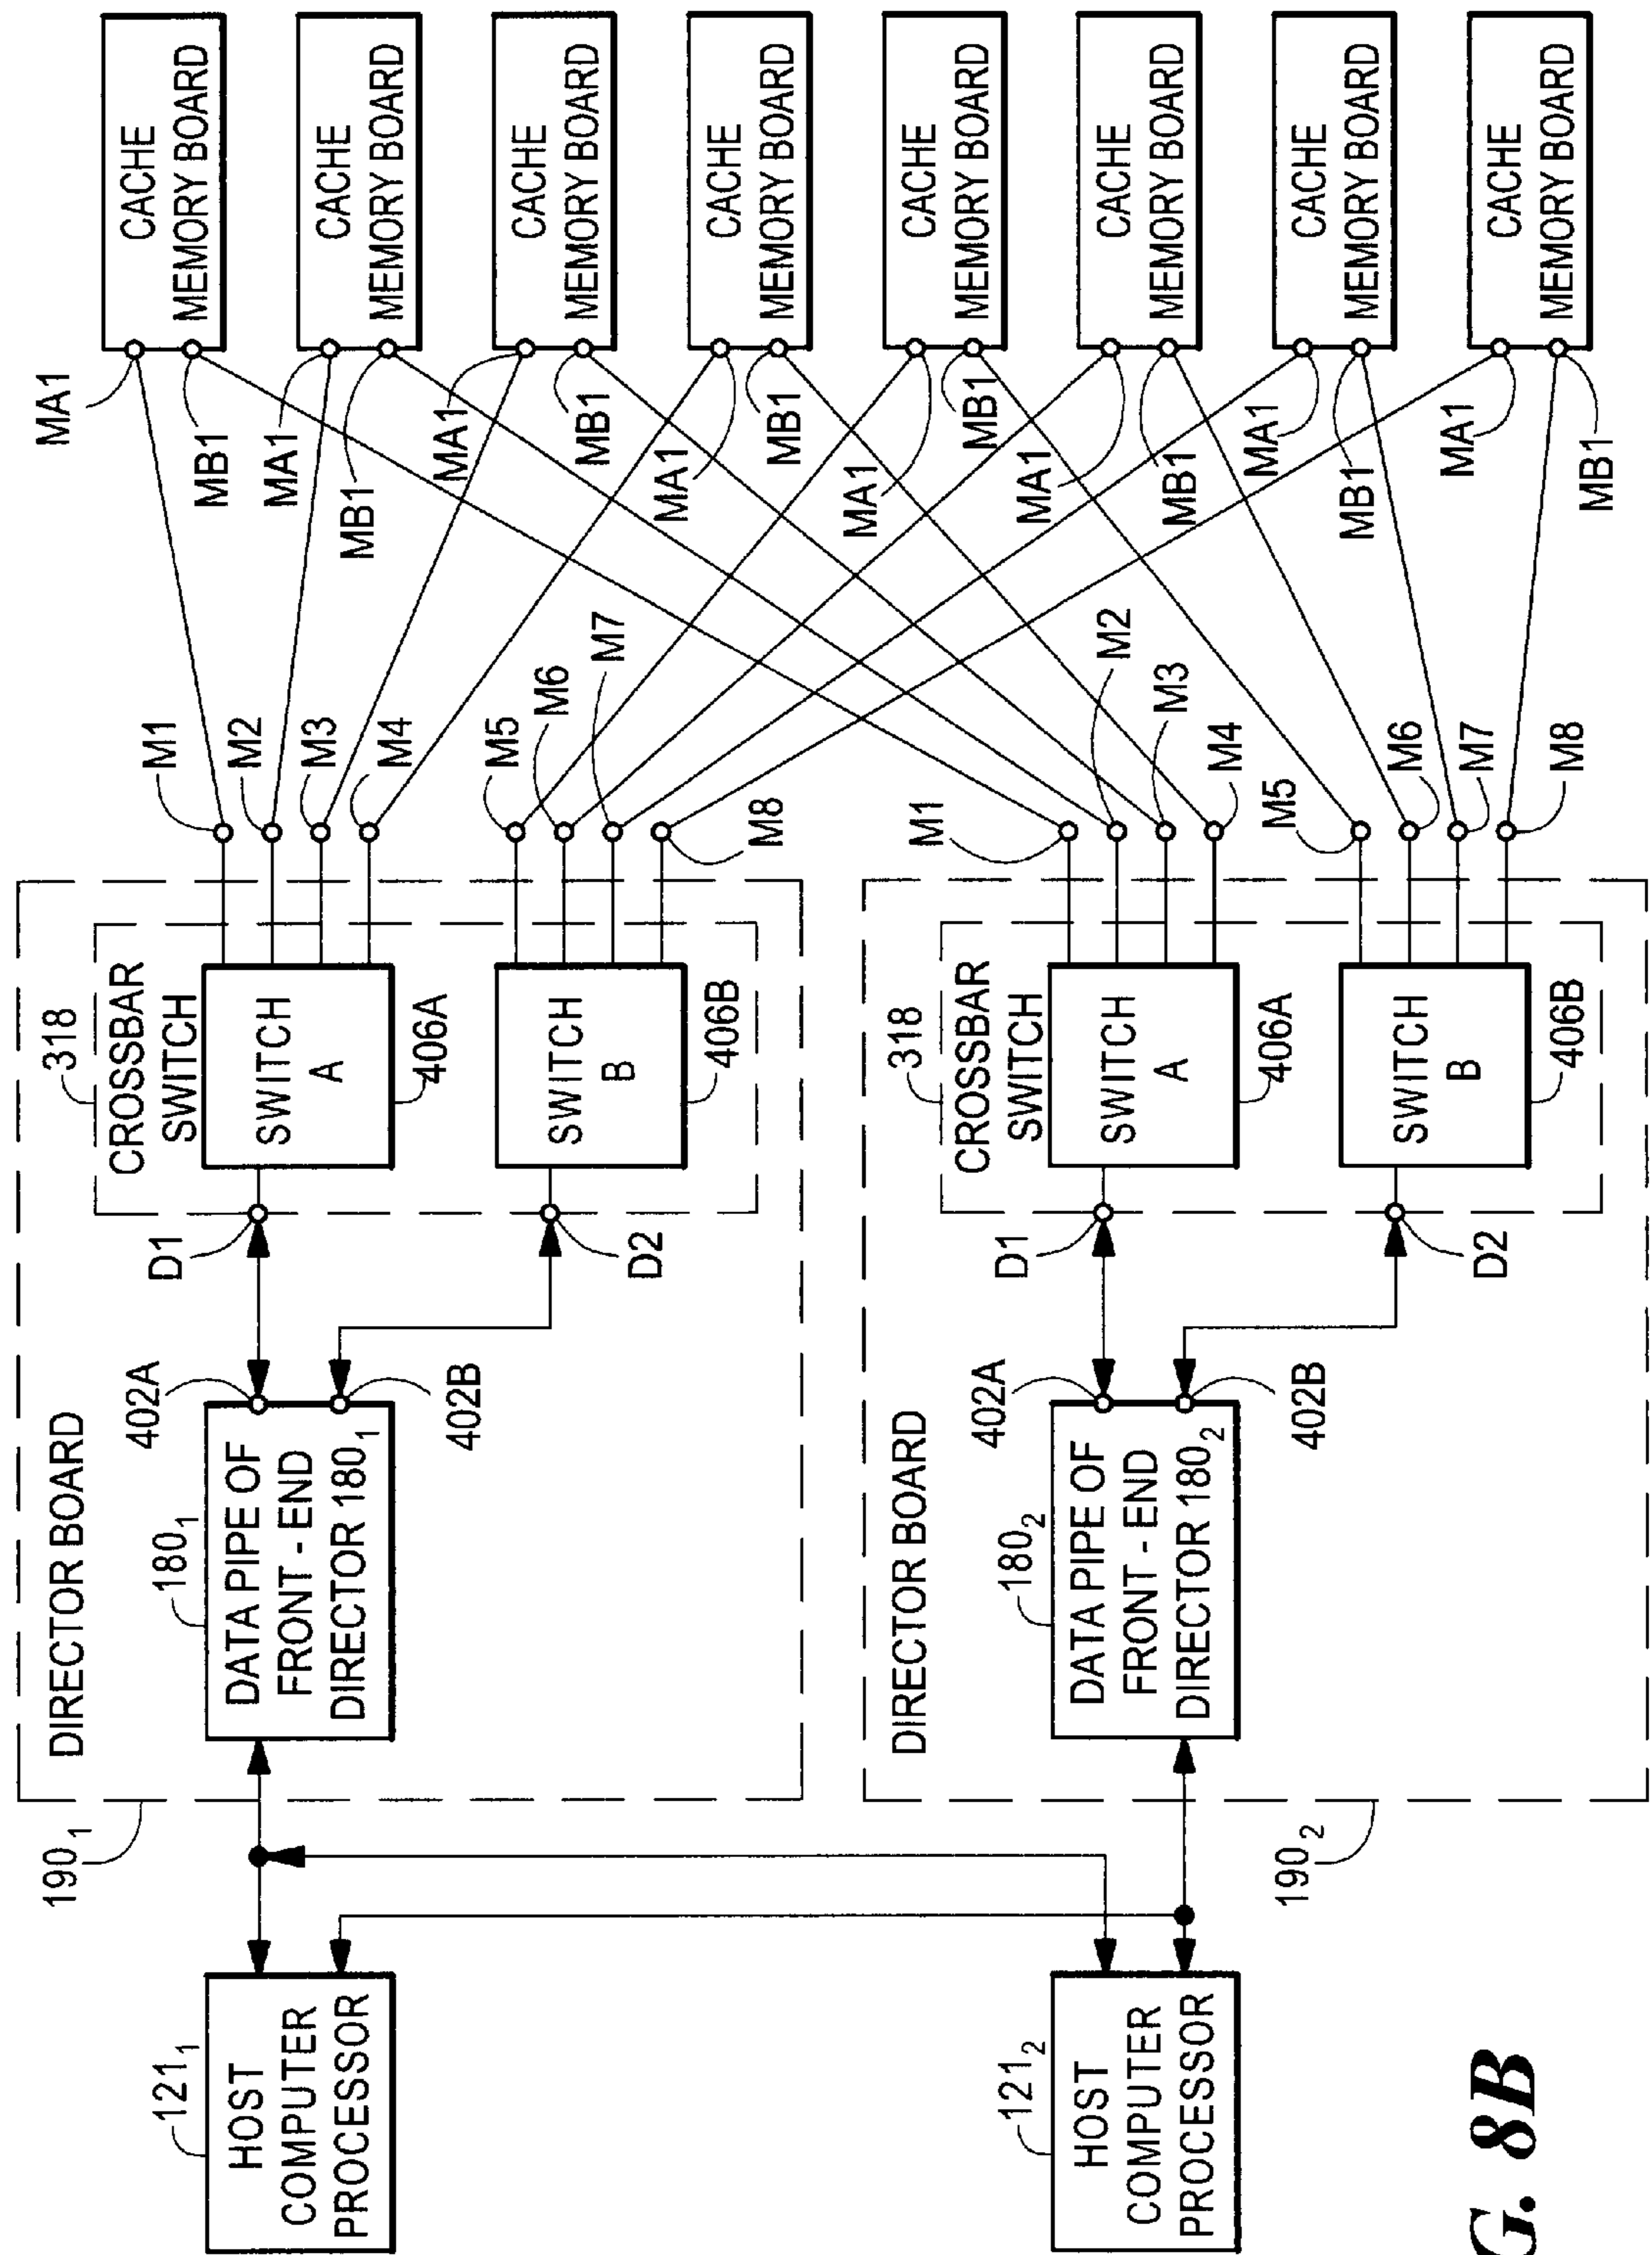 HOST
COMPUTER
PROCESSOR
121₁
HOST
COMPUTER
PROCESSOR
121₂
190₁
DIRECTOR BOARD
180₁
DATA PIPE OF
FRONT - END
DIRECTOR 180₁
402A
402B
D1
D2
318
CROSSBAR
SWITCH
SWITCH
A
406A
SWITCH
B
406B
M1
M2
M3
M4
M5
M6
M7
M8
190₂
DIRECTOR BOARD
180₂
DATA PIPE OF
FRONT - END
DIRECTOR 180₂
402A
402B
D1
D2
318
CROSSBAR
SWITCH
SWITCH
A
406A
SWITCH
B
406B
M1
M2
M3
M4
M5
M6
M7
M8
MA1
MB1
CACHE
MEMORY BOARD
MA1
MB1
CACHE
MEMORY BOARD
MA1
MB1
CACHE
MEMORY BOARD
MA1
MB1
CACHE
MEMORY BOARD
MA1
MB1
CACHE
MEMORY BOARD
MA1
MB1
CACHE
MEMORY BOARD
MA1
MB1
CACHE
MEMORY BOARD
MA1
MB1
CACHE
MEMORY BOARD
G. 8B